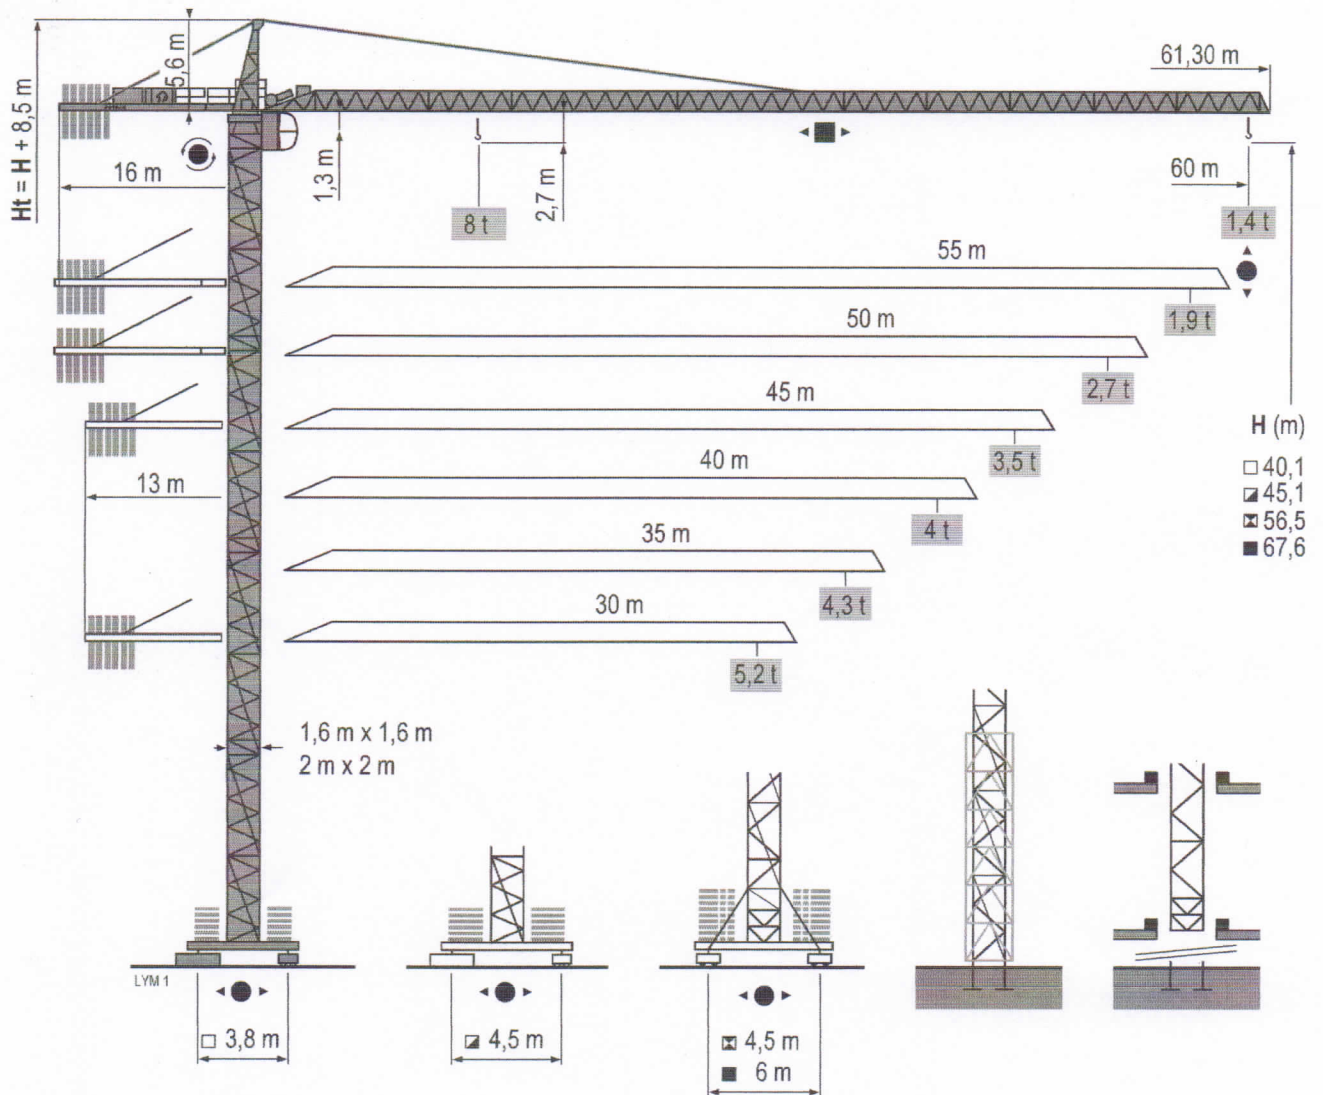 Ht = H + 8,5 m
5,6 m
61,30 m
16 m
1,3 m
2,7 m
60 m
8 t
1,4 t
55 m
1,9 t
50 m
2,7 t
45 m
3,5 t
H (m)
40,1
45,1
56,5
67,6
13 m
40 m
4 t
35 m
4,3 t
30 m
5,2 t
1,6 m x 1,6 m
2 m x 2 m
LYM 1
3,8 m
4,5 m
4,5 m
6 m